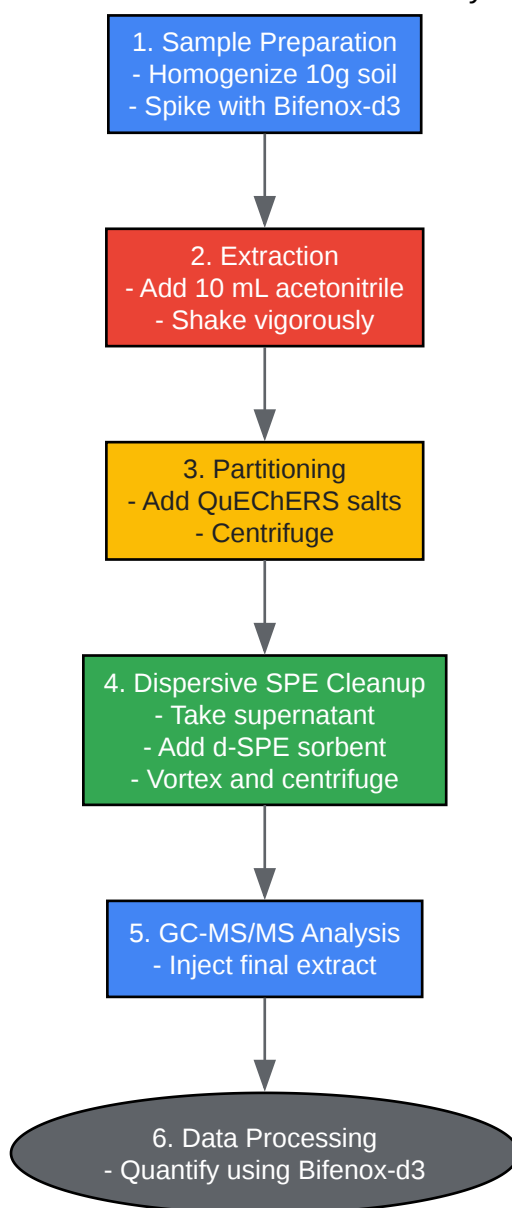 1. Sample Preparation
- Homogenize 10g soil
- Spike with Bifenox-d3
2. Extraction
- Add 10 mL acetonitrile
- Shake vigorously
3. Partitioning
- Add QuEChERS salts
- Centrifuge
4. Dispersive SPE Cleanup
- Take supernatant
- Add d-SPE sorbent
- Vortex and centrifuge
5. GC-MS/MS Analysis
- Inject final extract
6. Data Processing
- Quantify using Bifenox-d3